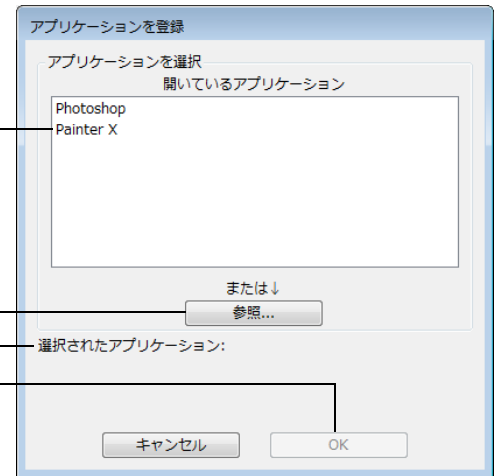 アプリケーションを登録
アプリケーションを選択
開いているアプリケーション
Photoshop
Painter X
または↓
参照...
選択されたアプリケーション:
キャンセル
OK